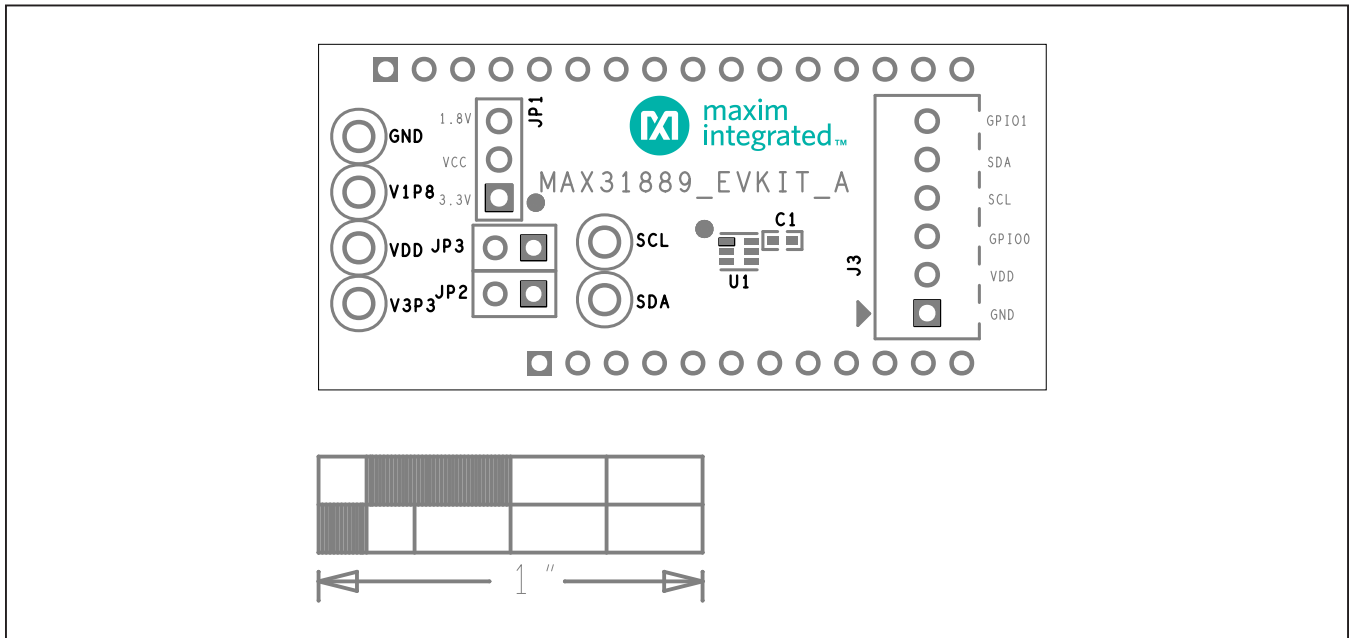 JP1
1.8V
VCC
3.3V
GND
V1P8
VDD
V3P3
JP3
JP2
maxim
integrated™
MAX31889_EVKIT_A
SCL
SDA
C1
U1
J3
GPIO1
SDA
SCL
GPIO0
VDD
GND
1 "